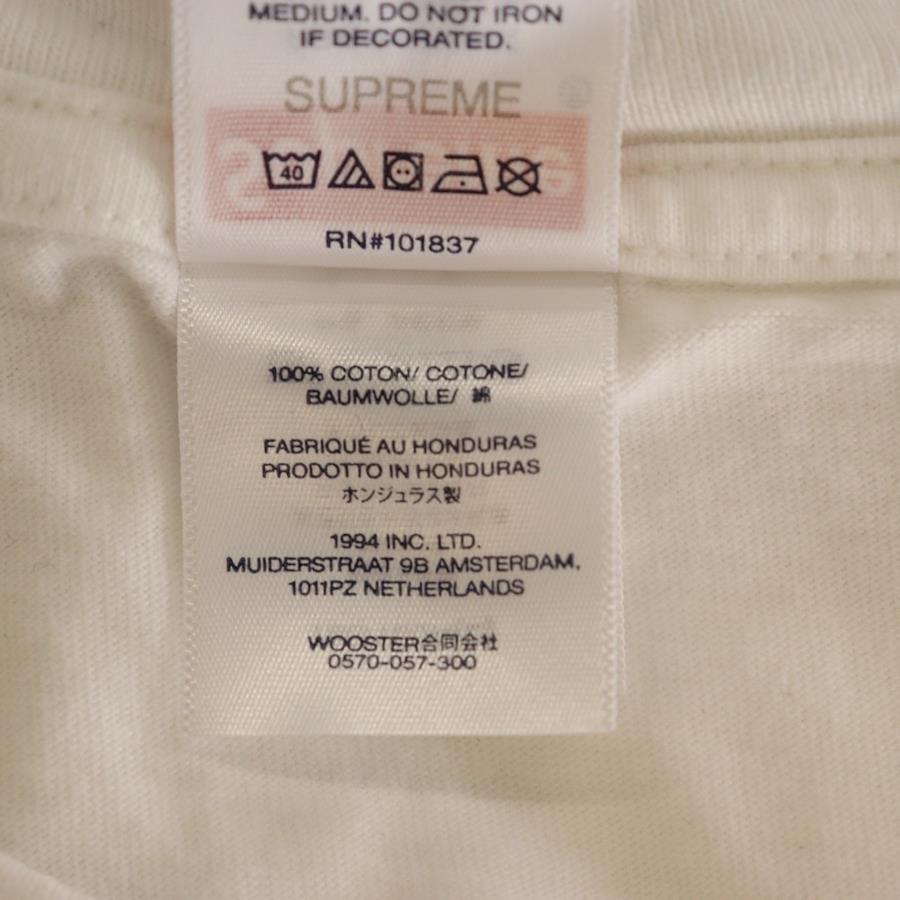 MEDIUM. DO NOT IRON
IF DECORATED.
SUPREME
40
RN#101837
100% COTON/ COTONE/
BAUMWOLLE/ 綿
FABRIQUÉ AU HONDURAS
PRODOTTO IN HONDURAS
ホンジュラス製
1994 INC. LTD.
MUIDERSTRAAT 9B AMSTERDAM,
1011PZ NETHERLANDS
WOOSTER合同会社
0570-057-300